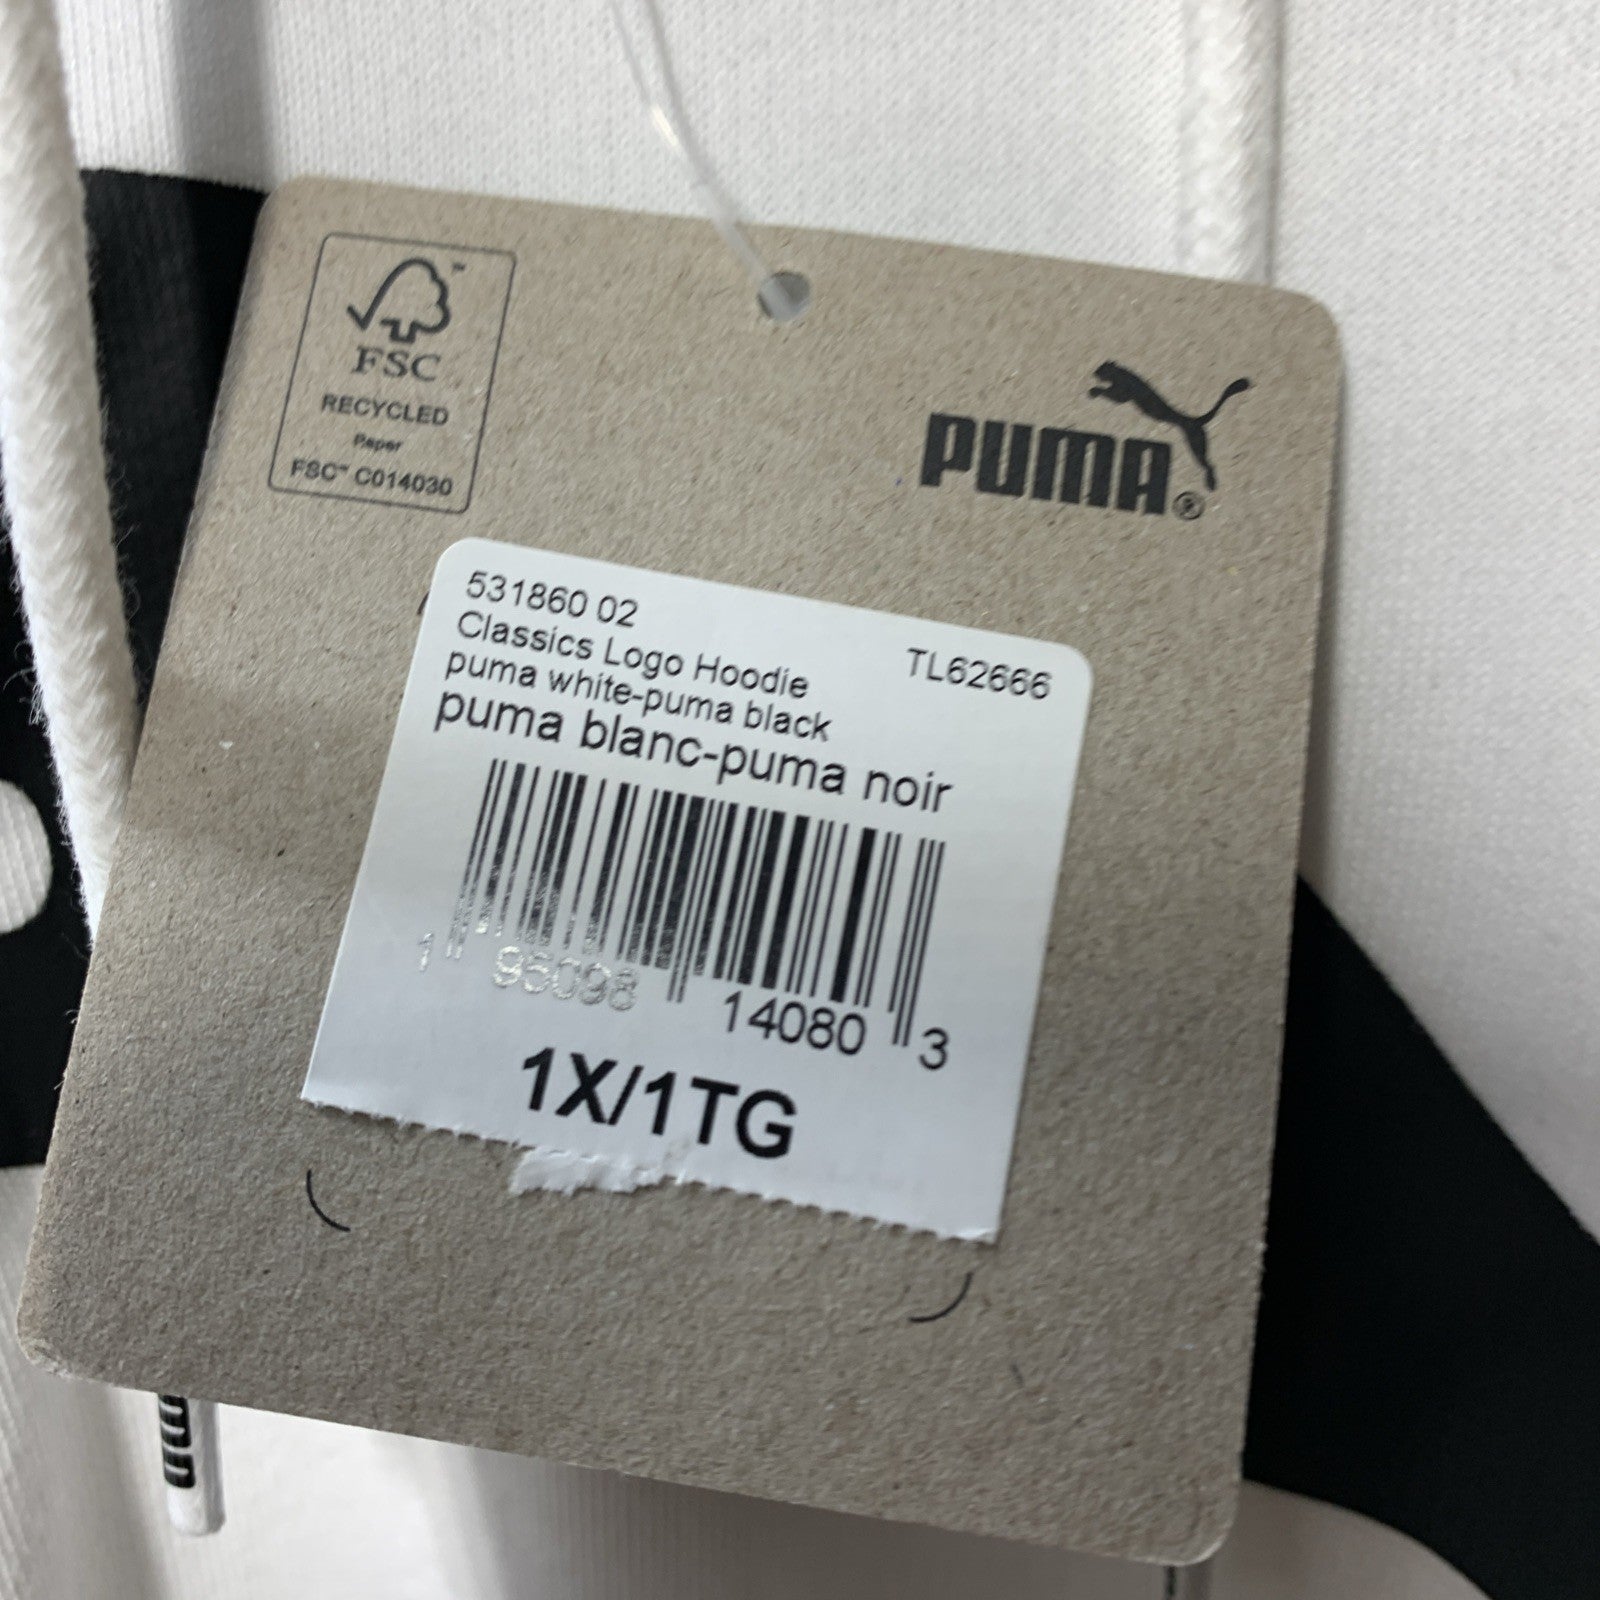 FSC
RECYCLED
Paper
FSC™ C014030
PUMA®
531860 02
Classics Logo Hoodie
TL62666
puma white-puma black
puma blanc-puma noir
1 95098 14080 3
1X/1TG